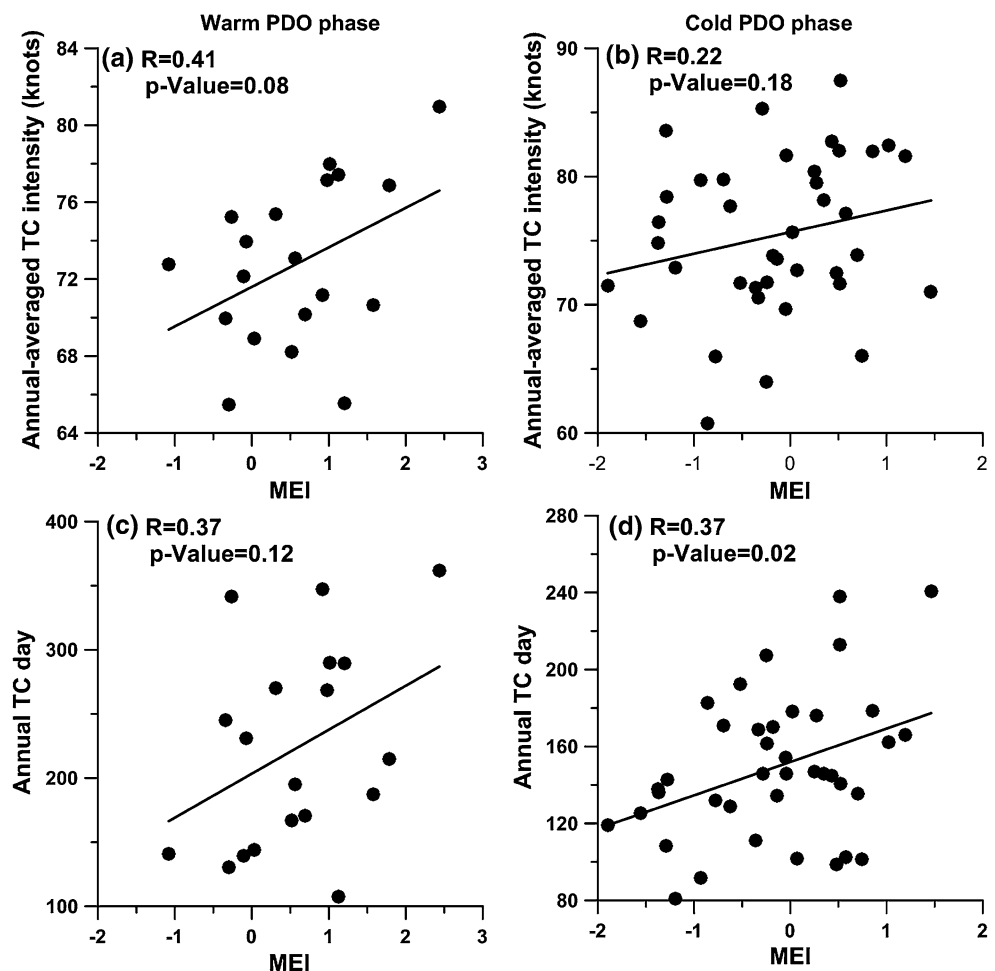 Warm PDO phase
(a) R=0.41
p-Value=0.08
Annual-averaged TC intensity (knots)
84
80
76
72
68
64
-2
-1
0
1
2
3
MEI
Cold PDO phase
(b) R=0.22
p-Value=0.18
Annual-averaged TC intensity (knots)
90
80
70
60
-2
-1
0
1
2
MEI
(c) R=0.37
p-Value=0.12
Annual TC day
400
300
200
100
-2
-1
0
1
2
3
MEI
(d) R=0.37
p-Value=0.02
Annual TC day
280
240
200
160
120
80
-2
-1
0
1
2
MEI